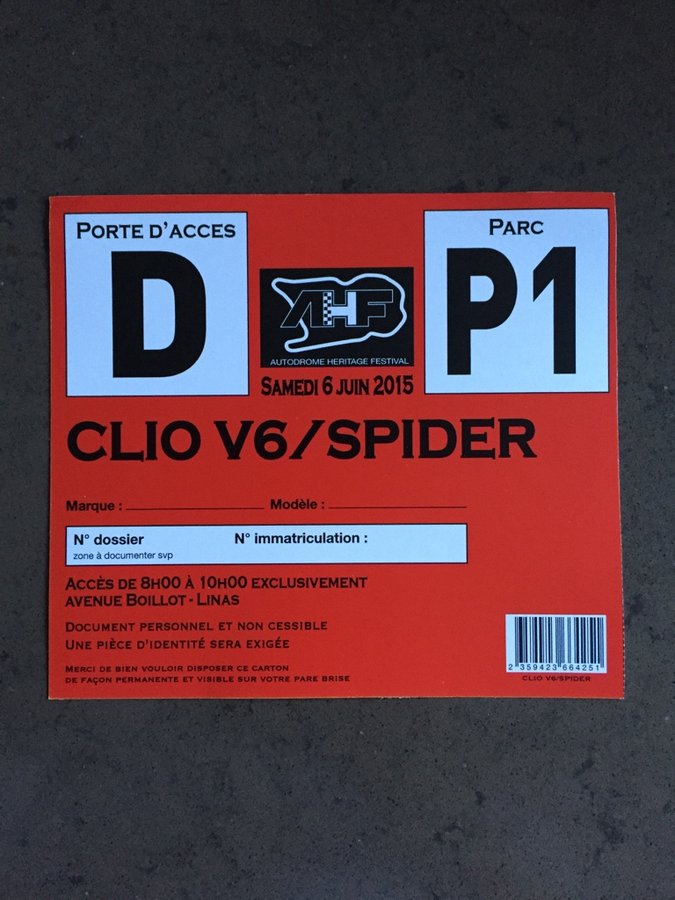 PORTE D'ACCES
D
AHF
AUTODROME HERITAGE FESTIVAL
SAMEDI 6 JUIN 2015
PARC
P1
CLIO V6/SPIDER
Marque : Modèle :
N° dossier N° immatriculation :
zone à documenter svp
ACCÈS DE 8H00 À 10H00 EXCLUSIVEMENT
AVENUE BOILLOT - LINAS
DOCUMENT PERSONNEL ET NON CESSIBLE
UNE PIÈCE D'IDENTITÉ SERA EXIGÉE
MERCI DE BIEN VOULOIR DISPOSER CE CARTON
DE FAÇON PERMANENTE ET VISIBLE SUR VOTRE PARE BRISE
2 359423 664251
CLIO V6/SPIDER